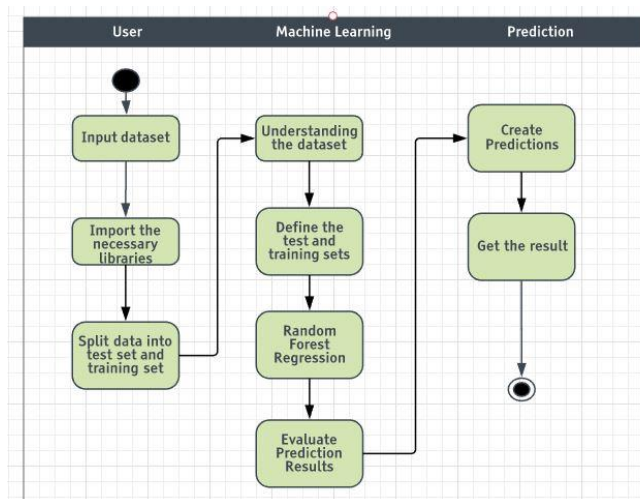 User
Machine Learning
Prediction
Input dataset
Import the
necessary
libraries
Split data into
test set and
training set
Understanding
the dataset
Define the
test and
training sets
Random
Forest
Regression
Evaluate
Prediction
Results
Create
Predictions
Get the result